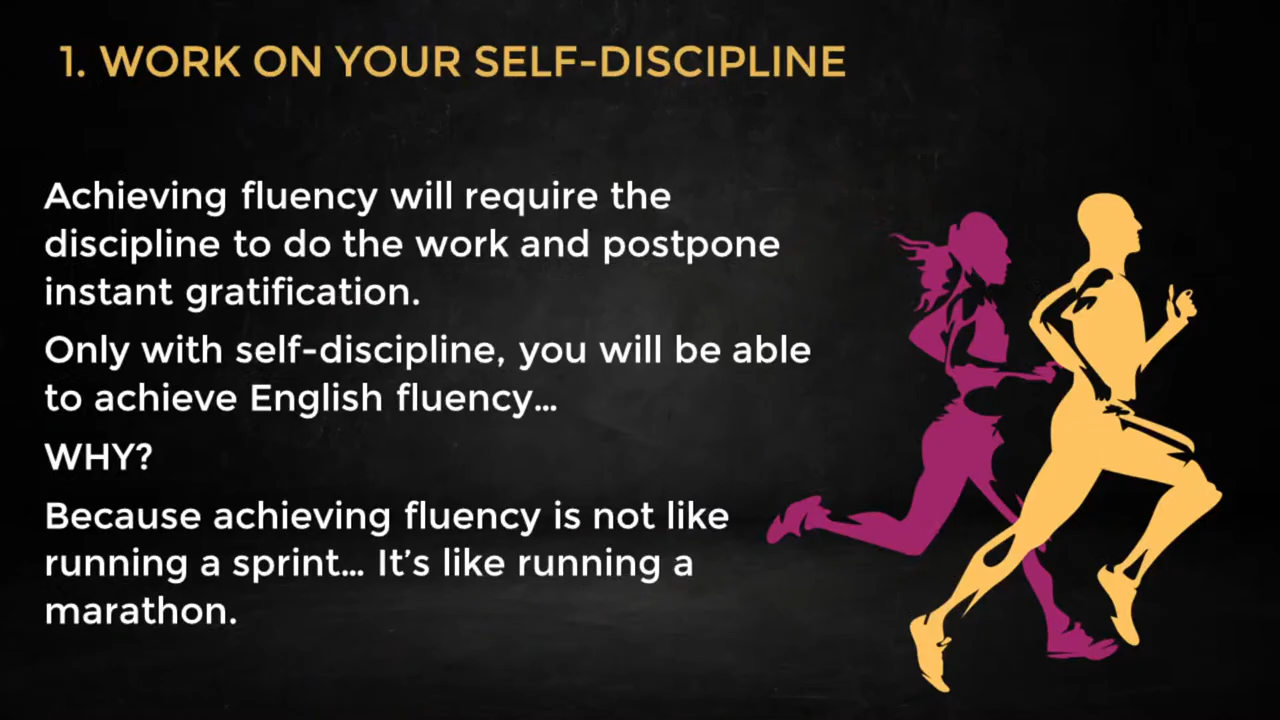 1. WORK ON YOUR SELF-DISCIPLINE
Achieving fluency will require the
discipline to do the work and postpone
instant gratification.
Only with self-discipline, you will be able
to achieve English fluency...
WHY?
Because achieving fluency is not like
running a sprint... It’s like running a
marathon.